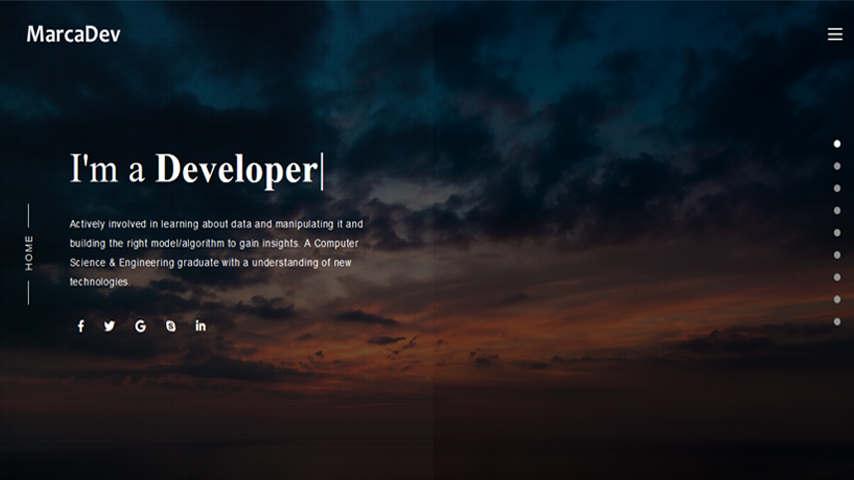 MarcaDev
I'm a Developer
HOME
Actively involved in learning about data and manipulating it and
building the right model/algorithm to gain insights. A Computer
Science & Engineering graduate with a understanding of new
technologies.